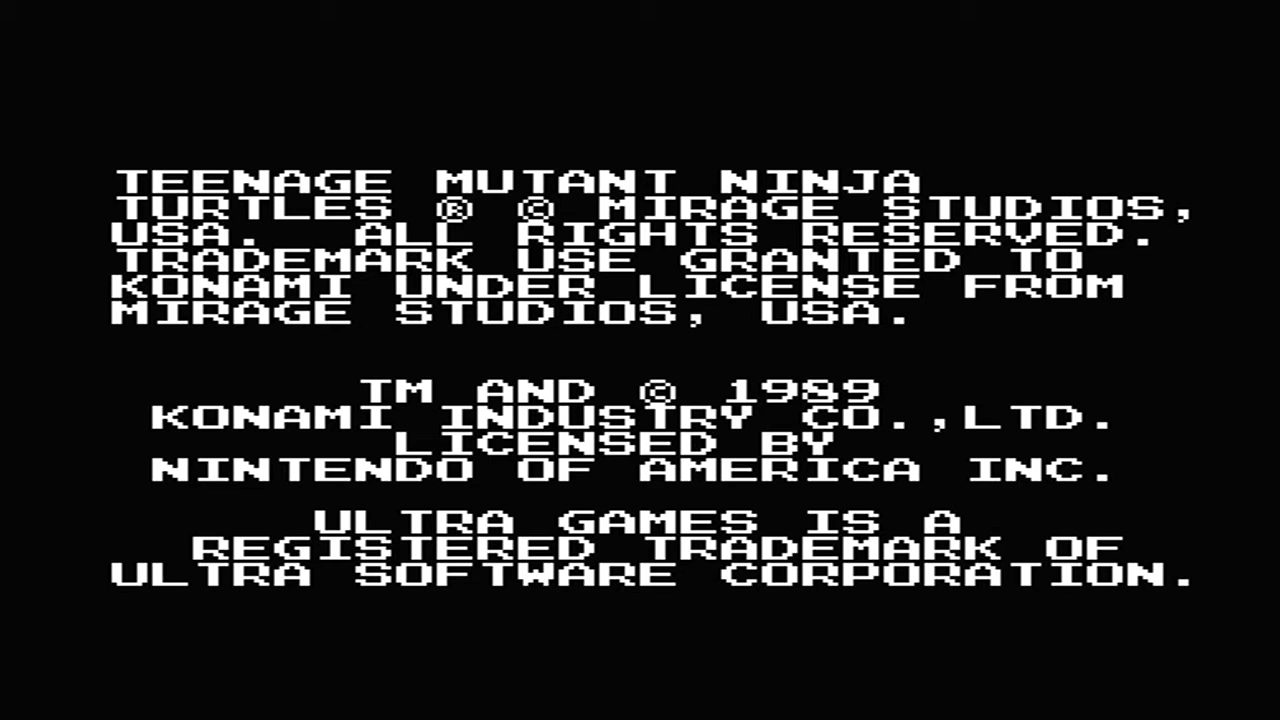 TEENAGE MUTANT NINJA
TURTLES ® © MIRAGE STUDIOS,
USA. ALL RIGHTS RESERVED.
TRADEMARK USE GRANTED TO
KONAMI UNDER LICENSE FROM
MIRAGE STUDIOS, USA.
TM AND © 1989
KONAMI INDUSTRY CO.,LTD.
LICENSED BY
NINTENDO OF AMERICA INC.
ULTRA GAMES IS A
REGISTERED TRADEMARK OF
ULTRA SOFTWARE CORPORATION.